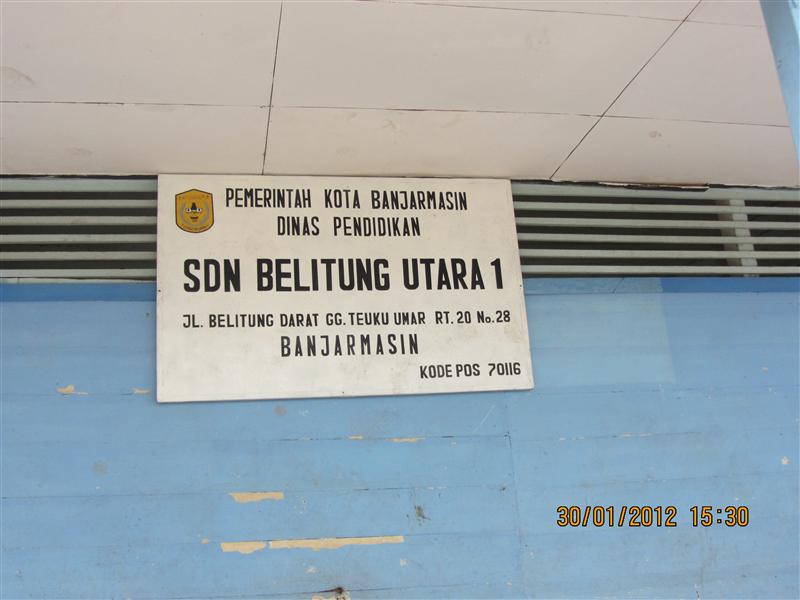 PEMERINTAH KOTA BANJARMASIN
DINAS PENDIDIKAN
SDN BELITUNG UTARA 1
JL. BELITUNG DARAT GG. TEUKU UMAR RT. 20 No. 28
BANJARMASIN
KODE POS 70116
30/01/2012 15:30